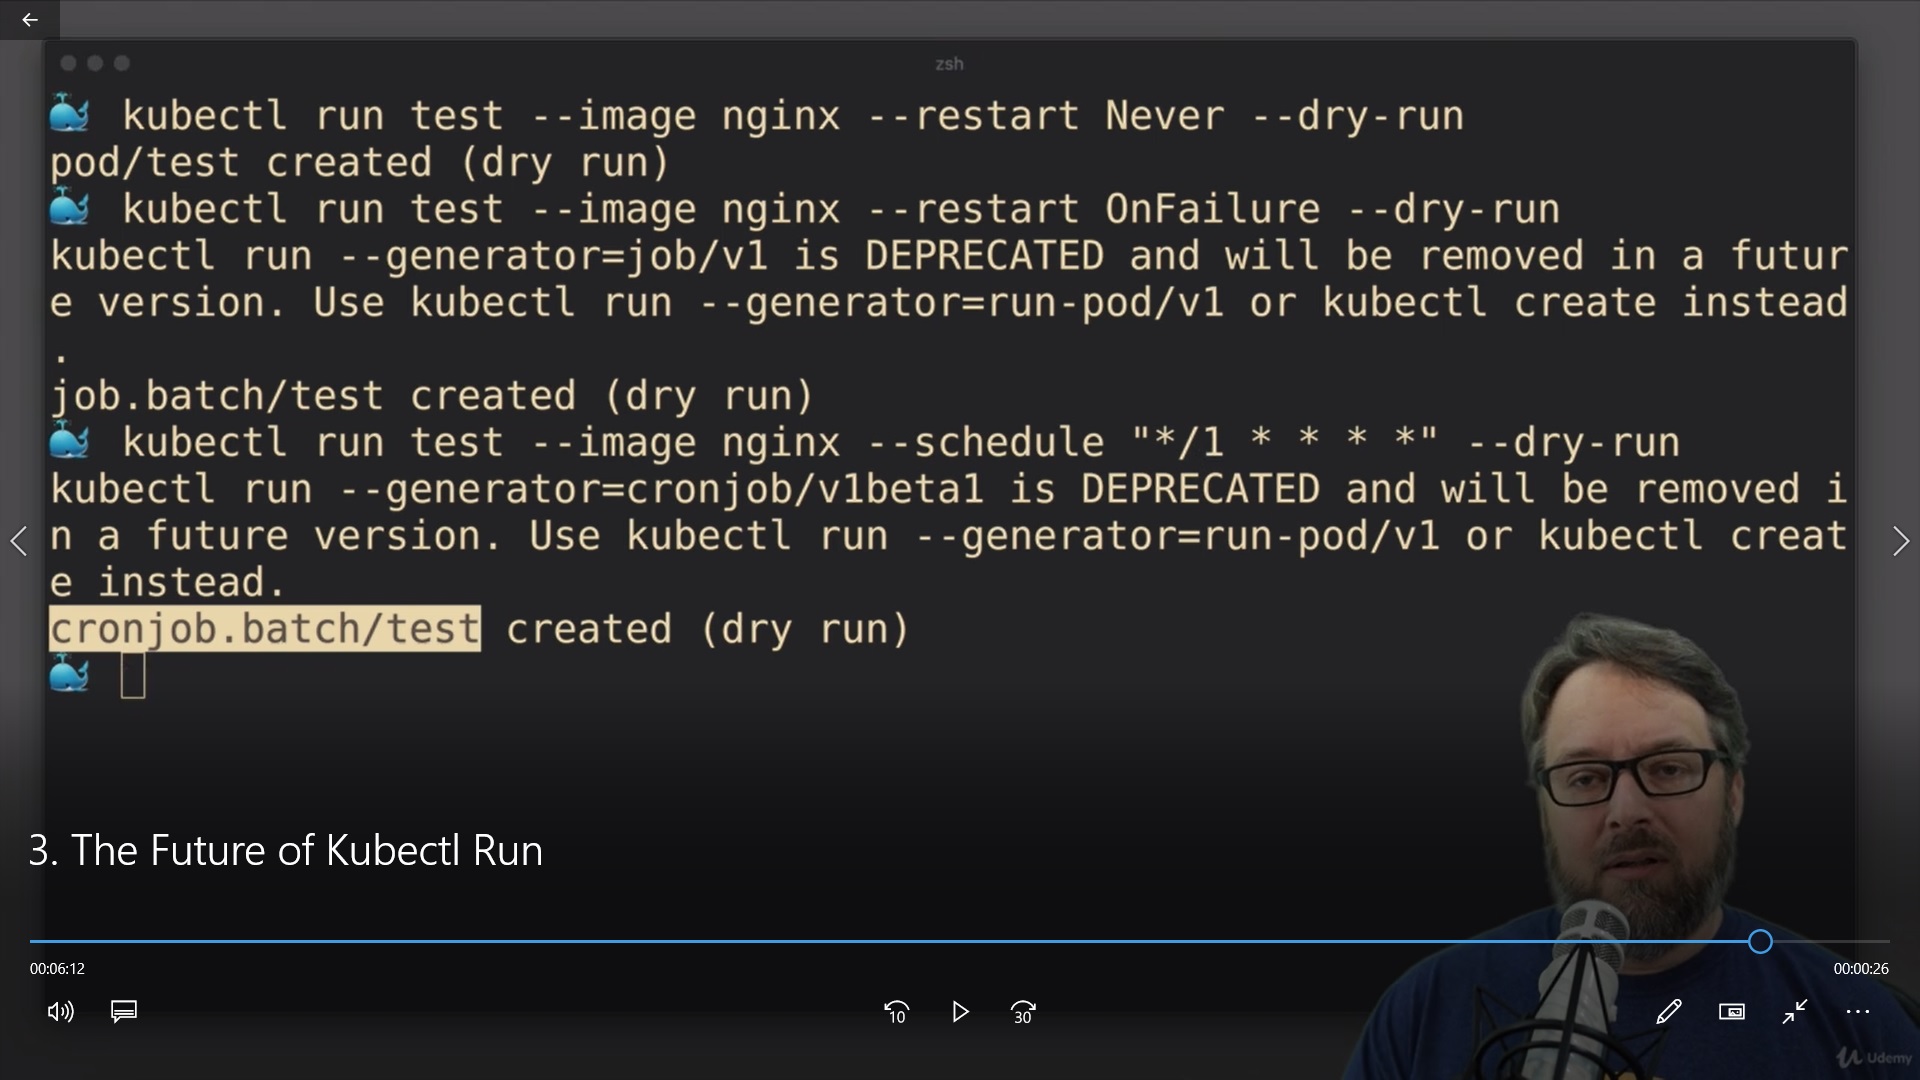 zsh
kubectl run test --image nginx --restart Never --dry-run
pod/test created (dry run)
kubectl run test --image nginx --restart OnFailure --dry-run
kubectl run --generator=job/v1 is DEPRECATED and will be removed in a futur
e version. Use kubectl run --generator=run-pod/v1 or kubectl create instead
.
job.batch/test created (dry run)
kubectl run test --image nginx --schedule "*/1 * * * *" --dry-run
kubectl run --generator=cronjob/v1beta1 is DEPRECATED and will be removed i
n a future version. Use kubectl run --generator=run-pod/v1 or kubectl creat
e instead.
cronjob.batch/test created (dry run)
3. The Future of Kubectl Run
00:06:12
00:00:26
10
30
Udemy